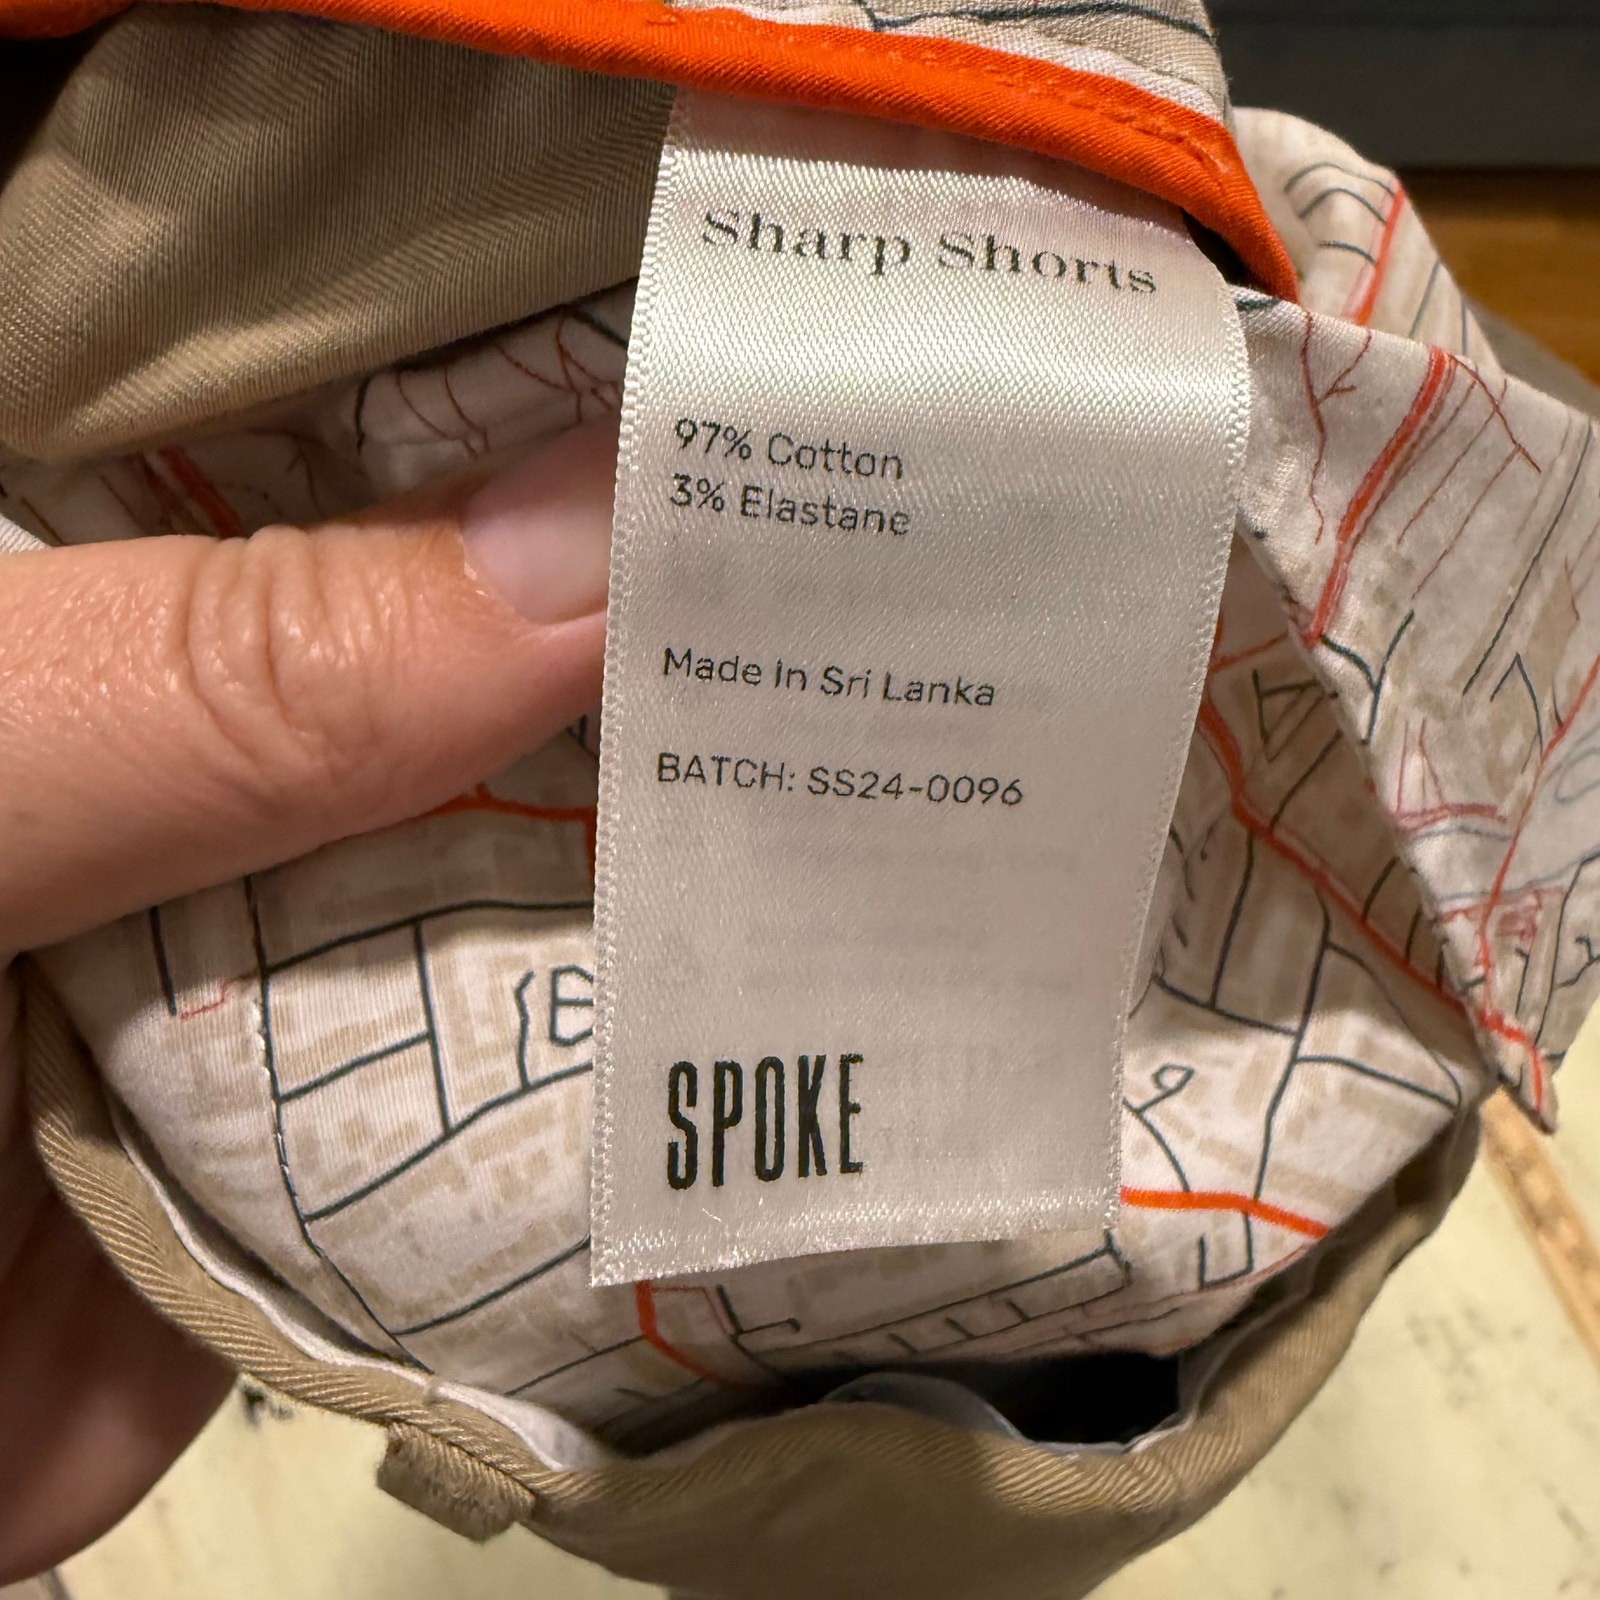 Sharp Shorts
97% Cotton
3% Elastane
Made In Sri Lanka
BATCH: SS24-0096
SPOKE